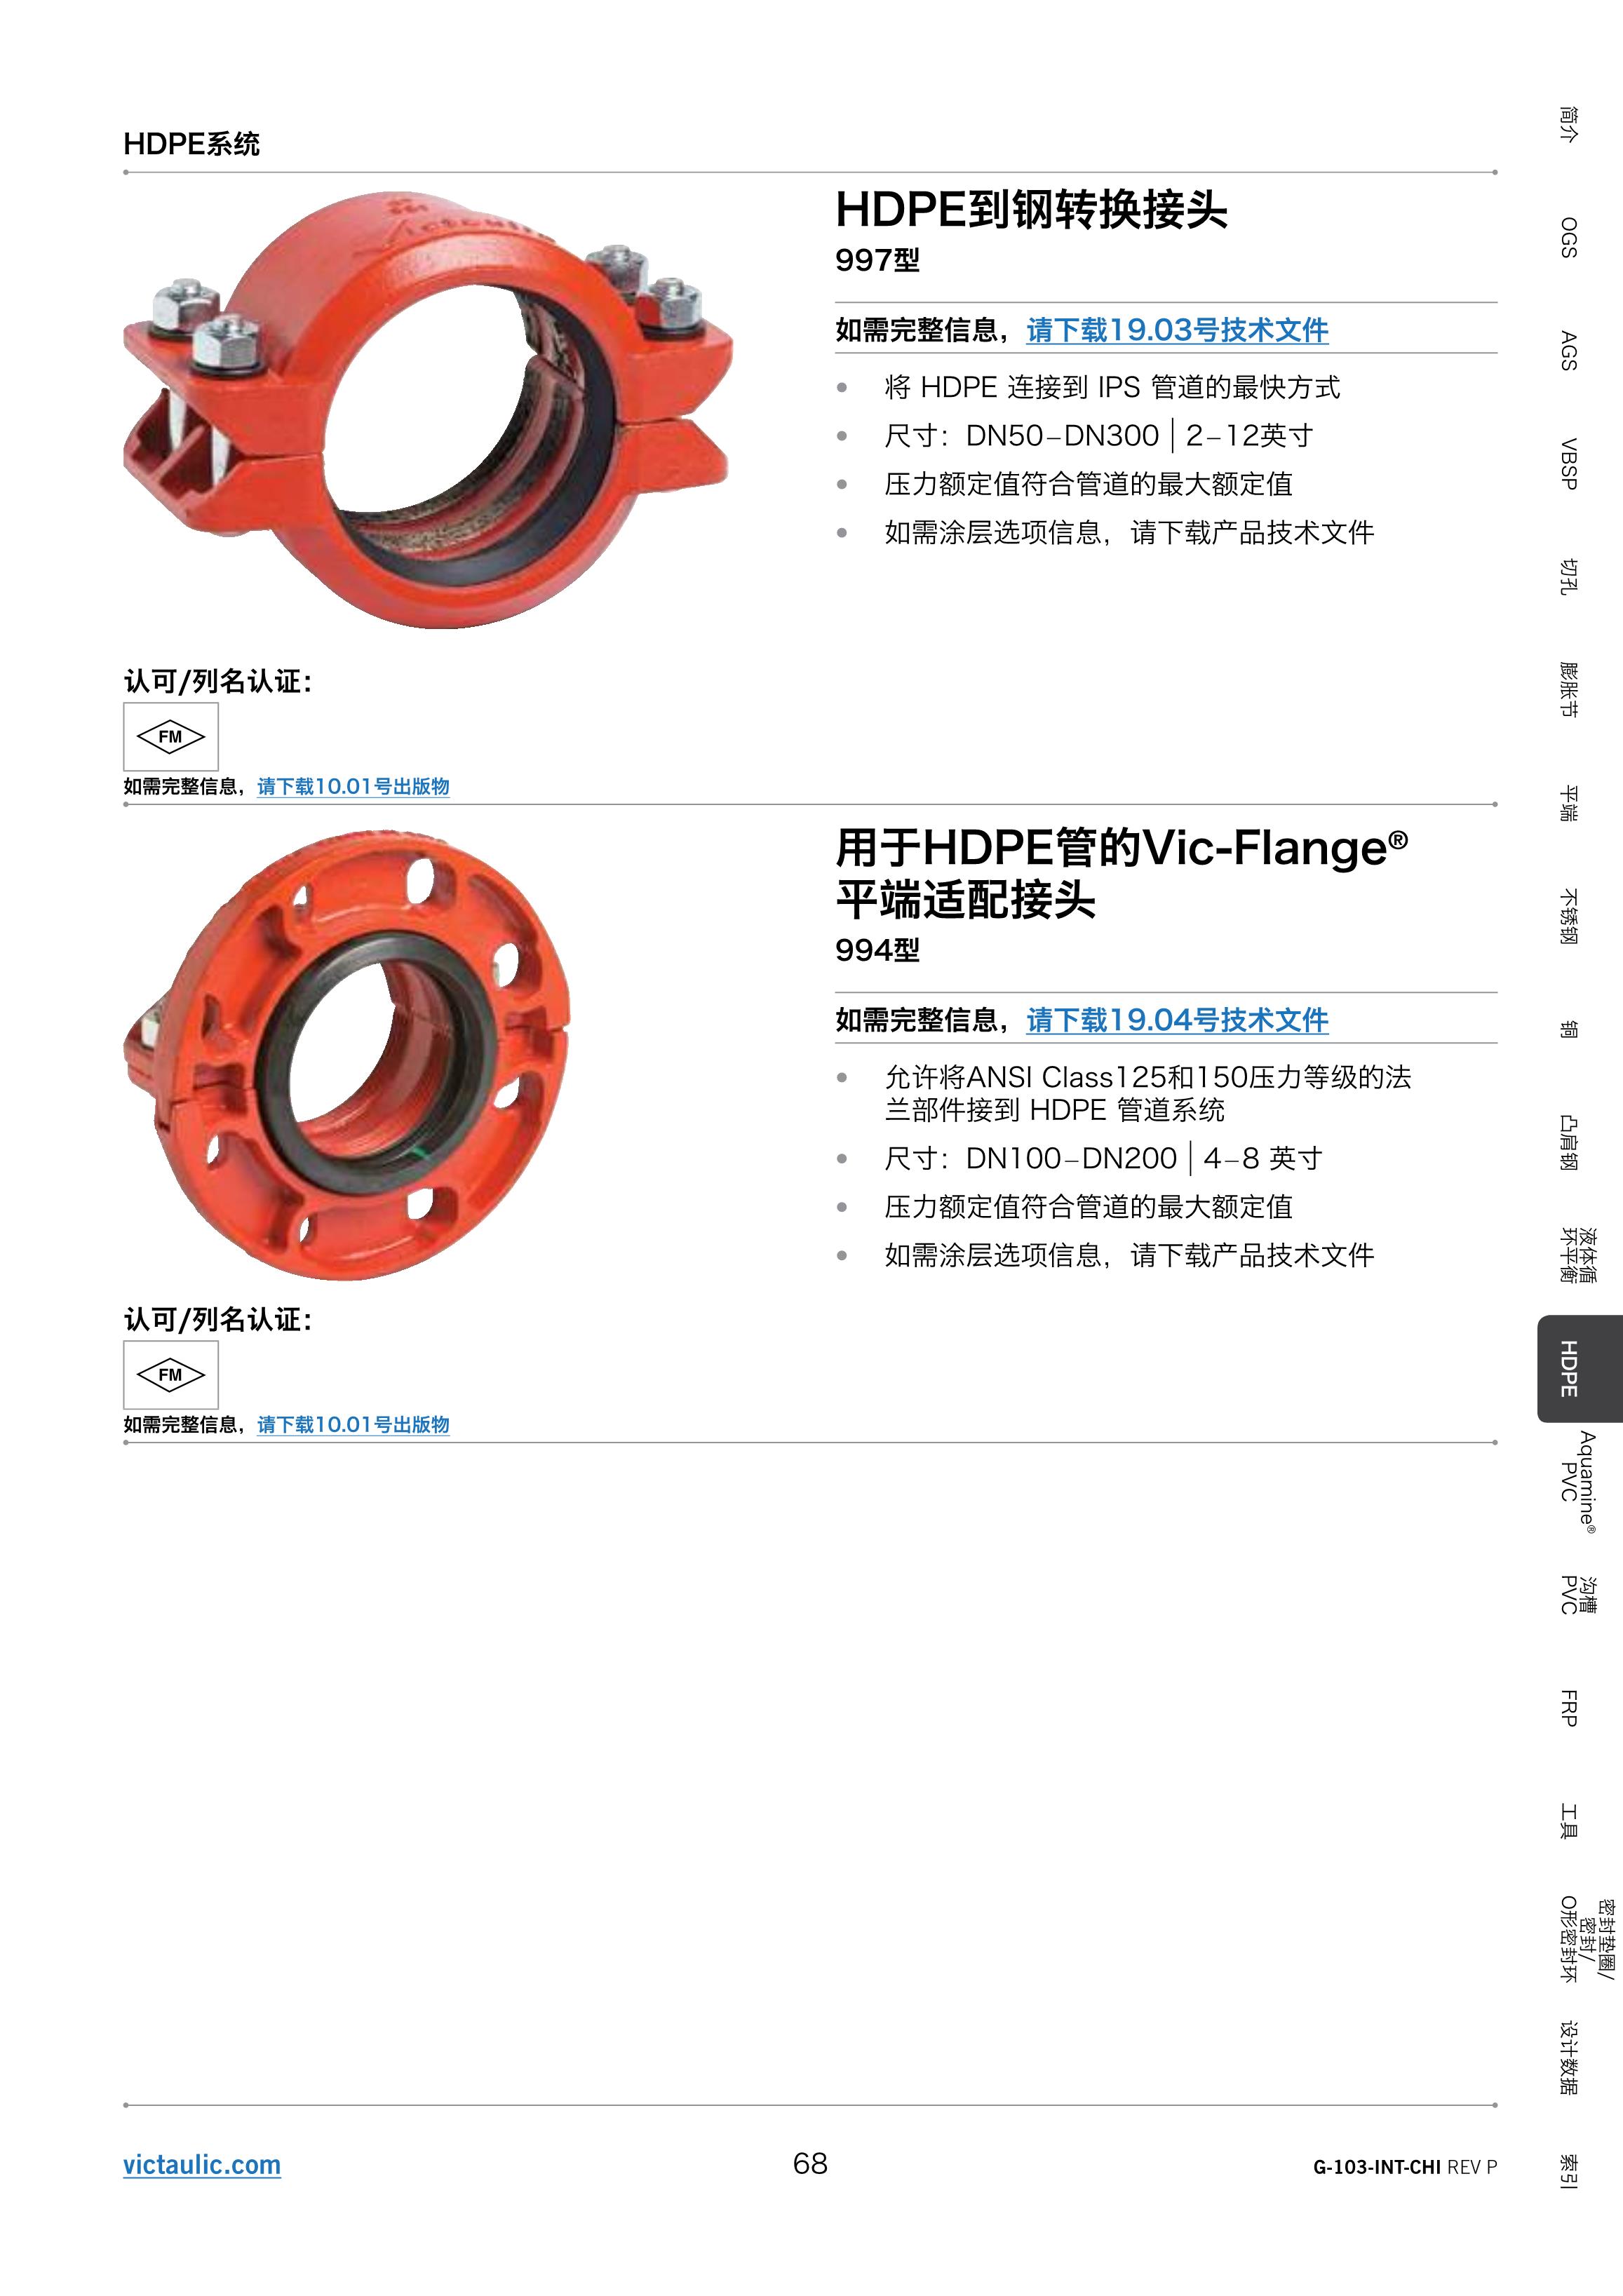 HDPE系统
HDPE到钢转换接头
997型
如需完整信息，请下载19.03号技术文件
• 将 HDPE 连接到 IPS 管道的最快方式
• 尺寸：DN50–DN300 | 2–12英寸
• 压力额定值符合管道的最大额定值
• 如需涂层选项信息，请下载产品技术文件
认可/列名认证：
FM
如需完整信息，请下载10.01号出版物
用于HDPE管的Vic-Flange®
平端适配接头
994型
如需完整信息，请下载19.04号技术文件
• 允许将ANSI Class125和150压力等级的法
兰部件接到 HDPE 管道系统
• 尺寸：DN100–DN200 | 4–8 英寸
• 压力额定值符合管道的最大额定值
• 如需涂层选项信息，请下载产品技术文件
认可/列名认证：
FM
如需完整信息，请下载10.01号出版物
victaulic.com
68
G-103-INT-CHI REV P
简介
OGS
AGS
VBSP
切孔
膨胀节
平端
不锈钢
铜
凸肩钢
液体循
环平衡
HDPE
Aquamine®
PVC
沟槽
PVC
FRP
工具
密封垫圈/
密封/
O形密封环
设计数据
索引